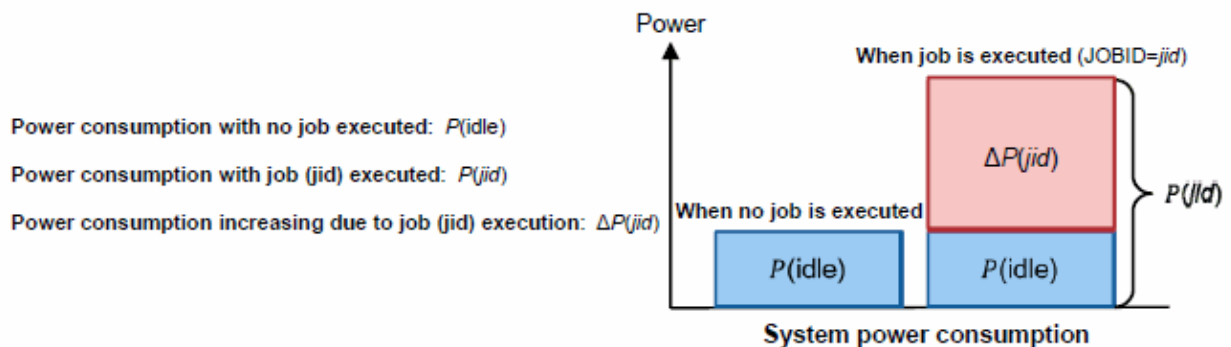 Power
When job is executed (JOBID=jid)
Power consumption with no job executed: P(idle)
ΔP(jid)
Power consumption with job (jid) executed: P(jid)
P(jid)
When no job is executed
Power consumption increasing due to job (jid) execution: ΔP(jid)
P(idle)
P(idle)
System power consumption